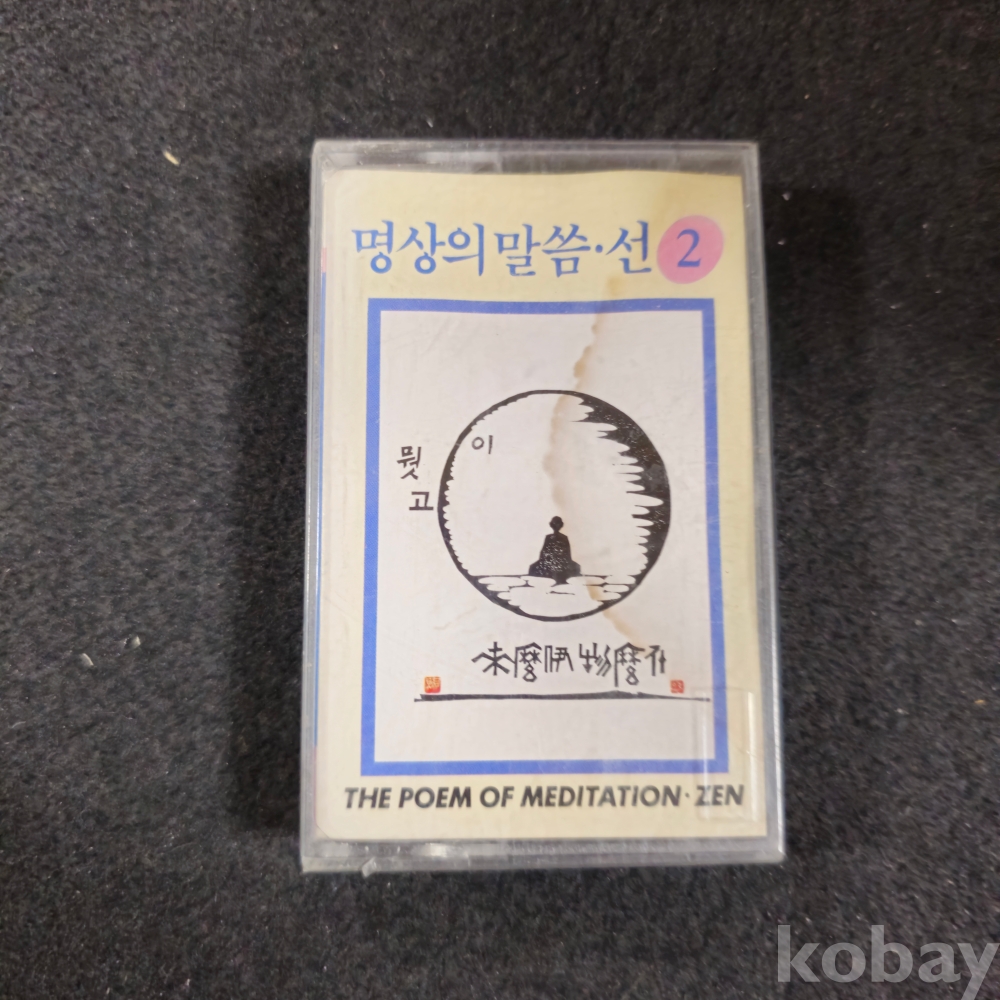 명상의 말씀·선 2
이
뭣
고
THE POEM OF MEDITATION·ZEN
kobay